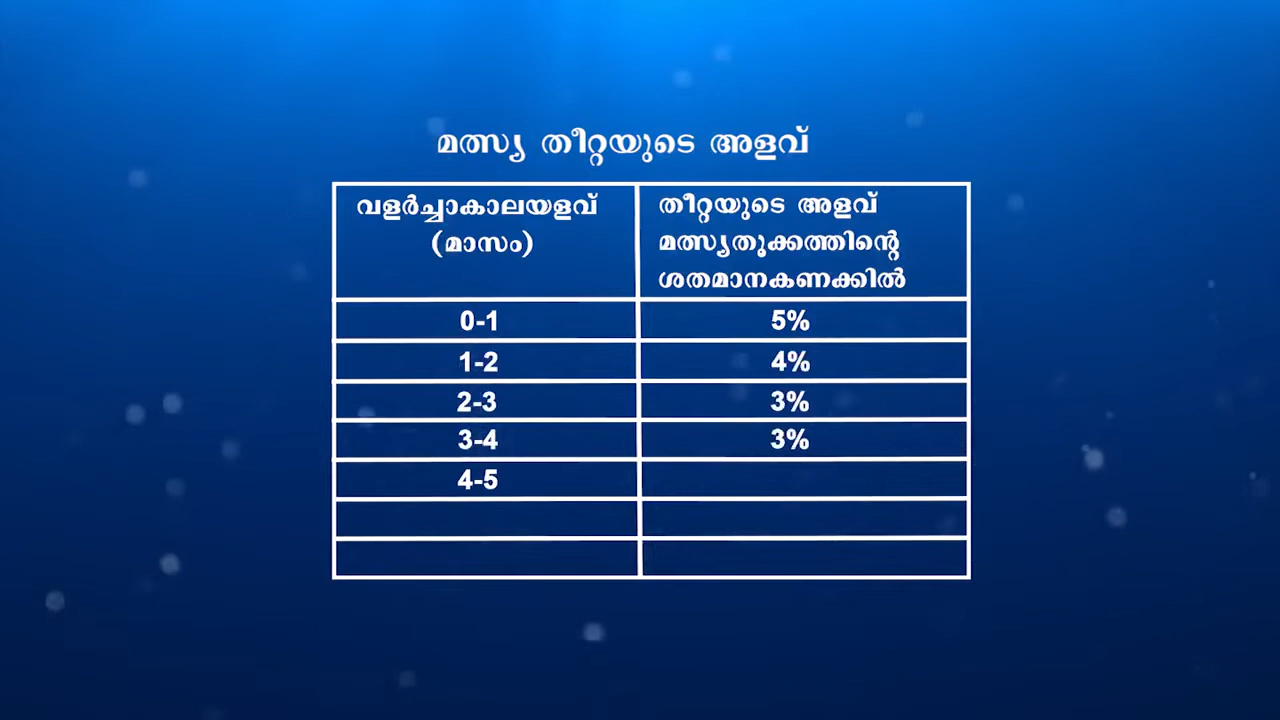 മത്സ്യ തീറ്റയുടെ അളവ്
വളർച്ചാകാലയളവ്
(മാസം)
തീറ്റയുടെ അളവ്
മത്സ്യതൂക്കത്തിന്റെ
ശതമാനകണക്കിൽ
0-1 5%
1-2 4%
2-3 3%
3-4 3%
4-5